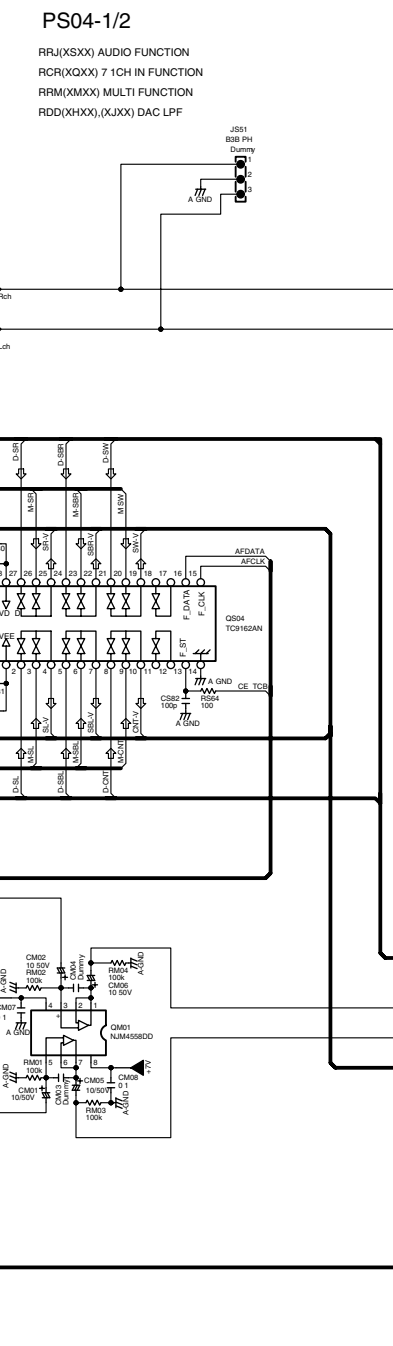 PS04-1/2
RRJ(XSXX) AUDIO FUNCTION
RCR(XQXX) 7 1CH IN FUNCTION
RRM(XMXX) MULTI FUNCTION
RDD(XHXX),(XJXX) DAC LPF
JS51
B3B PH
Dummy
1
2
3
A GND
Rch
Lch
D-SR
D-SBR
D-SW
M-SR
M-SBR
M SW
SR-V
SBR-V
SW-V
AFDATA
AFCLK
27 26 25 24 23 22 21 20 19 18 17 16 15
F_DATA
F_CLK
QS04
TC9162AN
VEE
F_ST
2 3 4 5 6 7 8 9 10 11 12 13 14
A GND
CE TCB
RS64
100
CS82
100p
A GND
SL-V
SBL-V
CNT-V
M-SL
M-SBL
M-CNT
D-SL
D-SBL
D-CNT
CM02
10 50V
RM02
100k
CM04
Dummy
RM04
100k
CM06
10 50V
A-GND
A-GND
CM07
0 1
A GND
4 3 2 1
QM01
NJM4558DD
5 6 7 8
+7V
RM01
100k
A-GND
CM01
10/50V
CM03
Dummy
CM05
10/50V
CM08
0 1
RM03
100k
A-GND